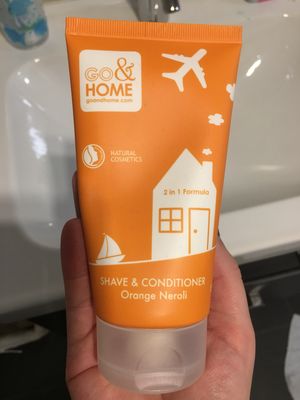 GO&
HOME
goandhome.com
NATURAL
COSMETICS
2 in 1 Formula
SHAVE & CONDITIONER
Orange Neroli